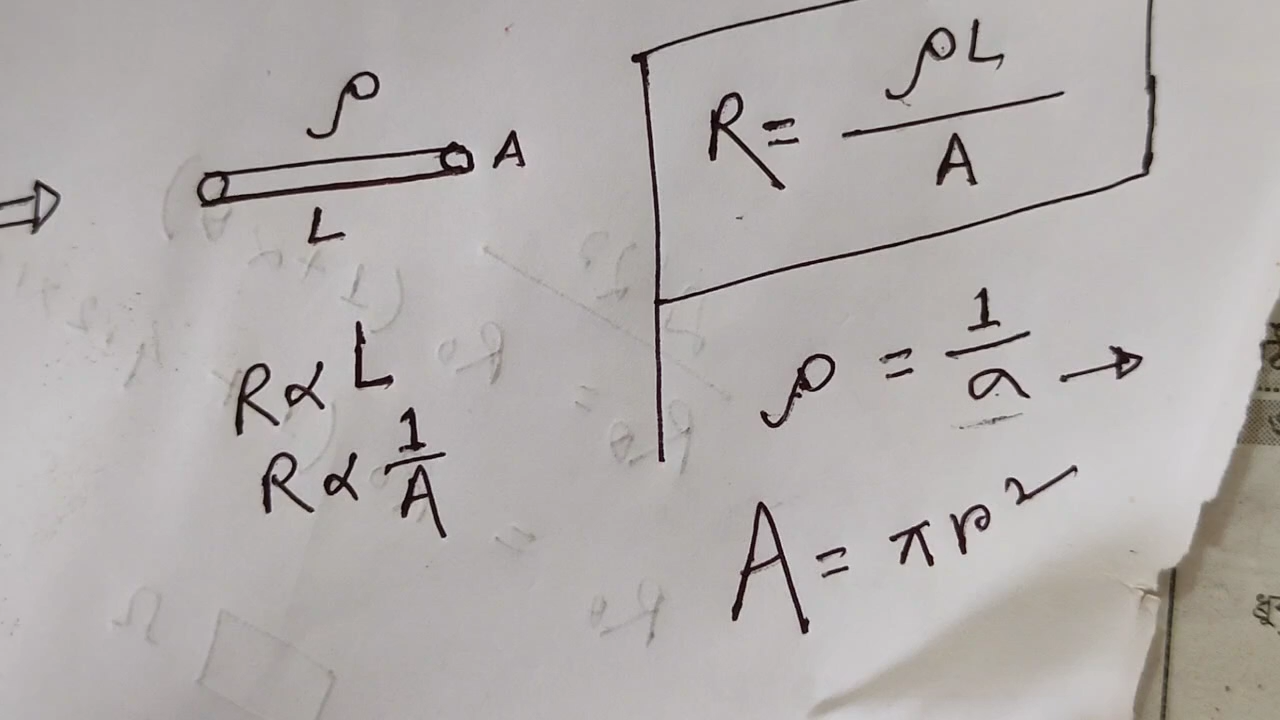 ⇒ ρ
A
L
R ∝ L
R ∝ 1/A
R = ρL/A
ρ = 1/σ →
A = πr²